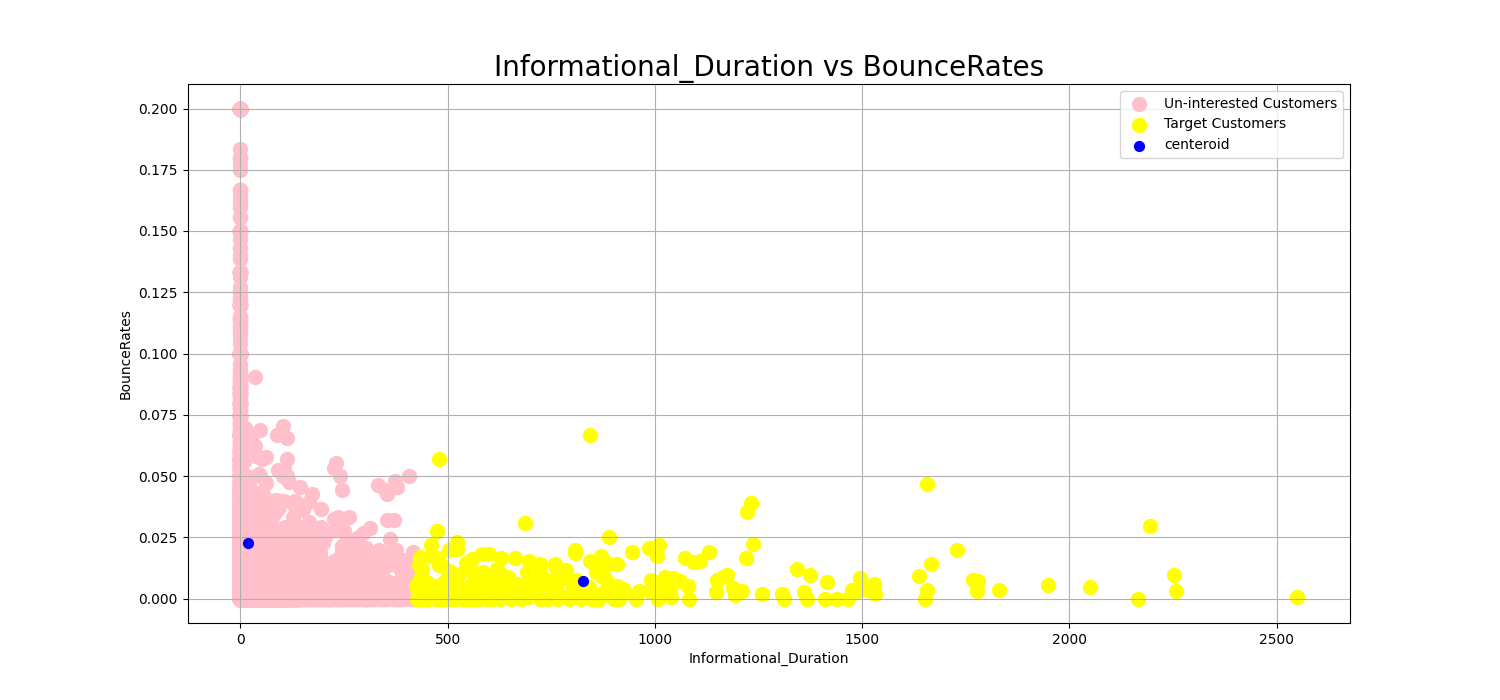 Informational_Duration vs BounceRates
Un-interested Customers
Target Customers
centeroid
BounceRates
0.200
0.175
0.150
0.125
0.100
0.075
0.050
0.025
0.000
0
500
1000
1500
2000
2500
Informational_Duration